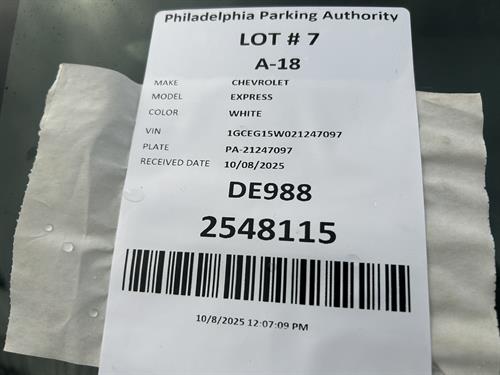 Philadelphia Parking Authority
LOT # 7
A-18
MAKE CHEVROLET
MODEL EXPRESS
COLOR WHITE
VIN 1GCEG15W021247097
PLATE PA-21247097
RECEIVED DATE 10/08/2025
DE988
2548115
10/8/2025 12:07:09 PM